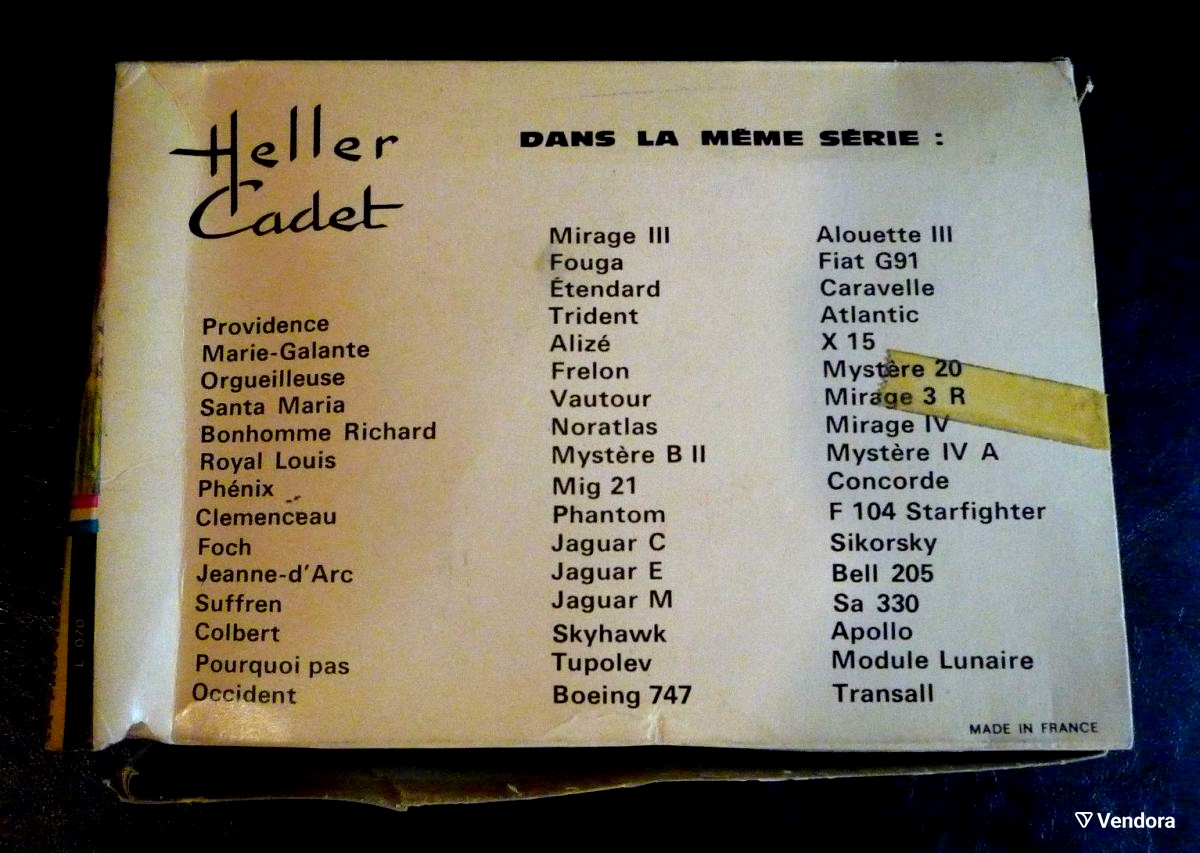 Heller
Cadet
DANS LA MÊME SÉRIE :
Providence
Marie-Galante
Orgueilleuse
Santa Maria
Bonhomme Richard
Royal Louis
Phénix
Clemenceau
Foch
Jeanne-d'Arc
Suffren
Colbert
Pourquoi pas
Occident
Mirage III
Fouga
Étendard
Trident
Alizé
Frelon
Vautour
Noratlas
Mystère B II
Mig 21
Phantom
Jaguar C
Jaguar E
Jaguar M
Skyhawk
Tupolev
Boeing 747
Alouette III
Fiat G91
Caravelle
Atlantic
X 15
Mystère 20
Mirage 3 R
Mirage IV
Mystère IV A
Concorde
F 104 Starfighter
Sikorsky
Bell 205
Sa 330
Apollo
Module Lunaire
Transall
MADE IN FRANCE
Vendora